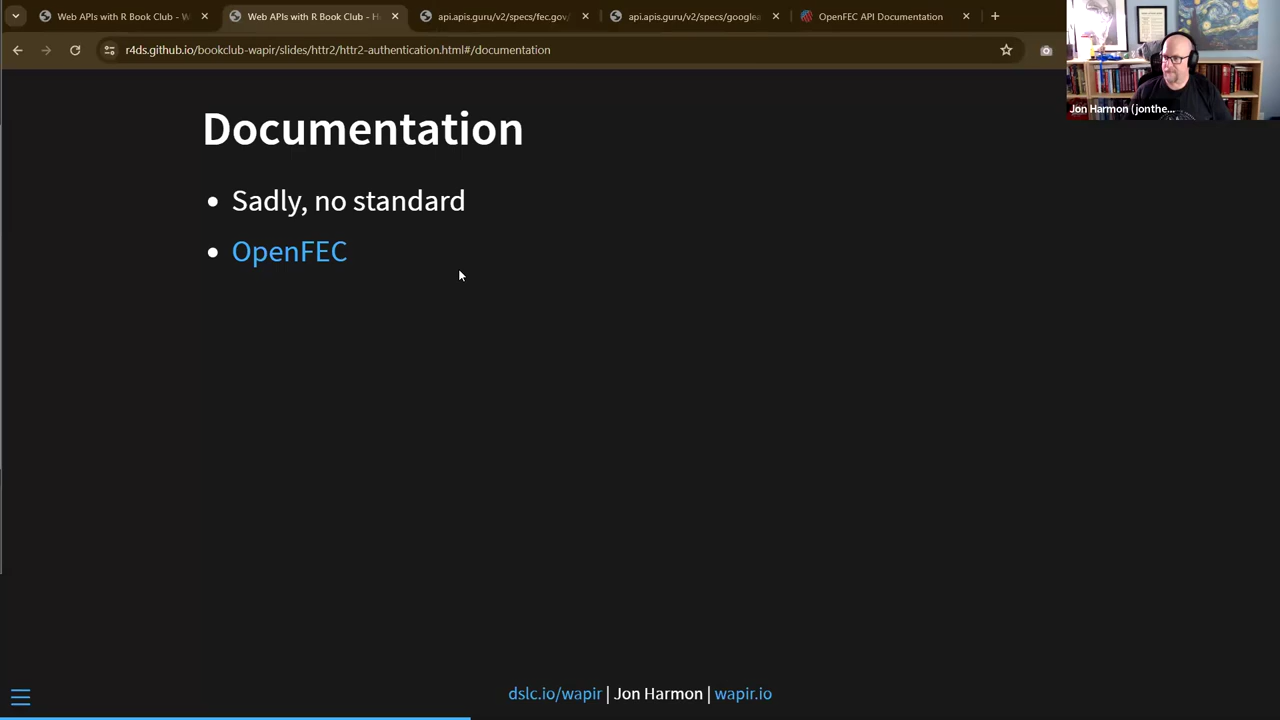 Web APIs with R Book Club - W
Web APIs with R Book Club - H
api.apis.guru/v2/specs/fec.gov/
api.apis.guru/v2/specs/googlea
OpenFEC API Documentation
r4ds.github.io/bookclub-wapir/slides/httr2/httr2-authentication.html#/documentation
Jon Harmon (jonthe...
Documentation
• Sadly, no standard
• OpenFEC
dslc.io/wapir | Jon Harmon | wapir.io